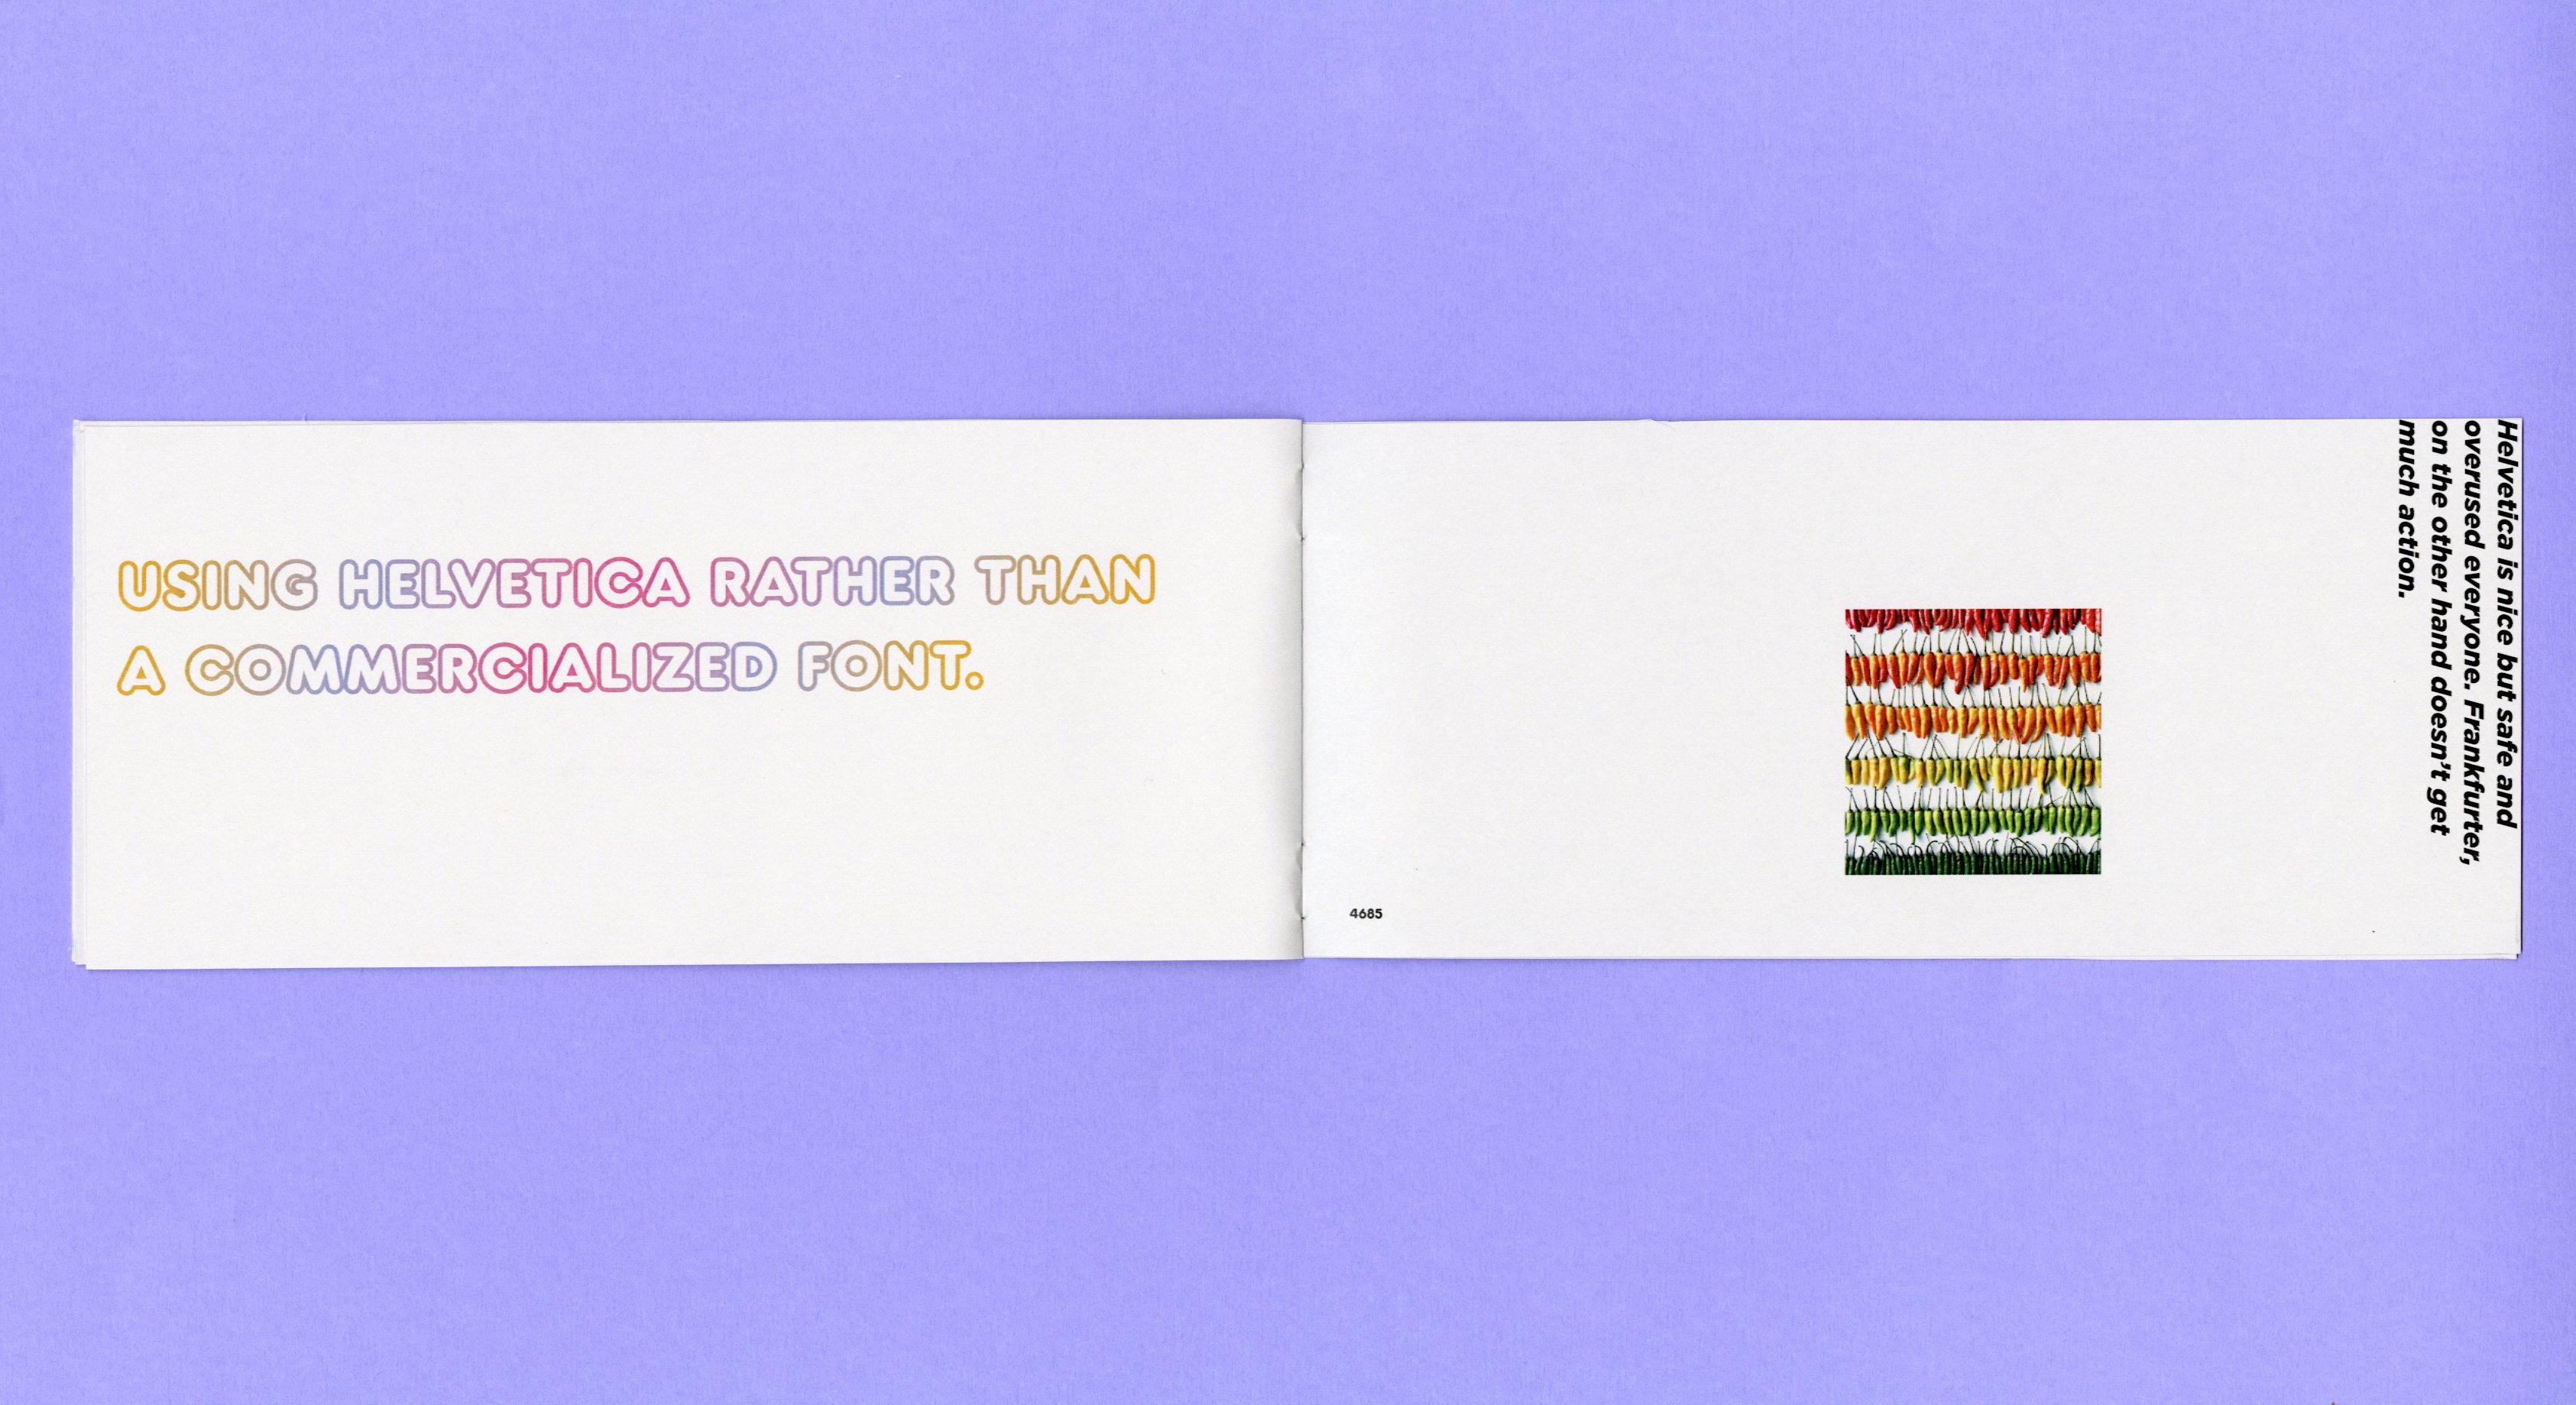 USING HELVETICA RATHER THAN
A COMMERCIALIZED FONT.
4685
Helvetica is nice but safe and
overused everyone. Frankfurter,
on the other hand doesn't get
much action.